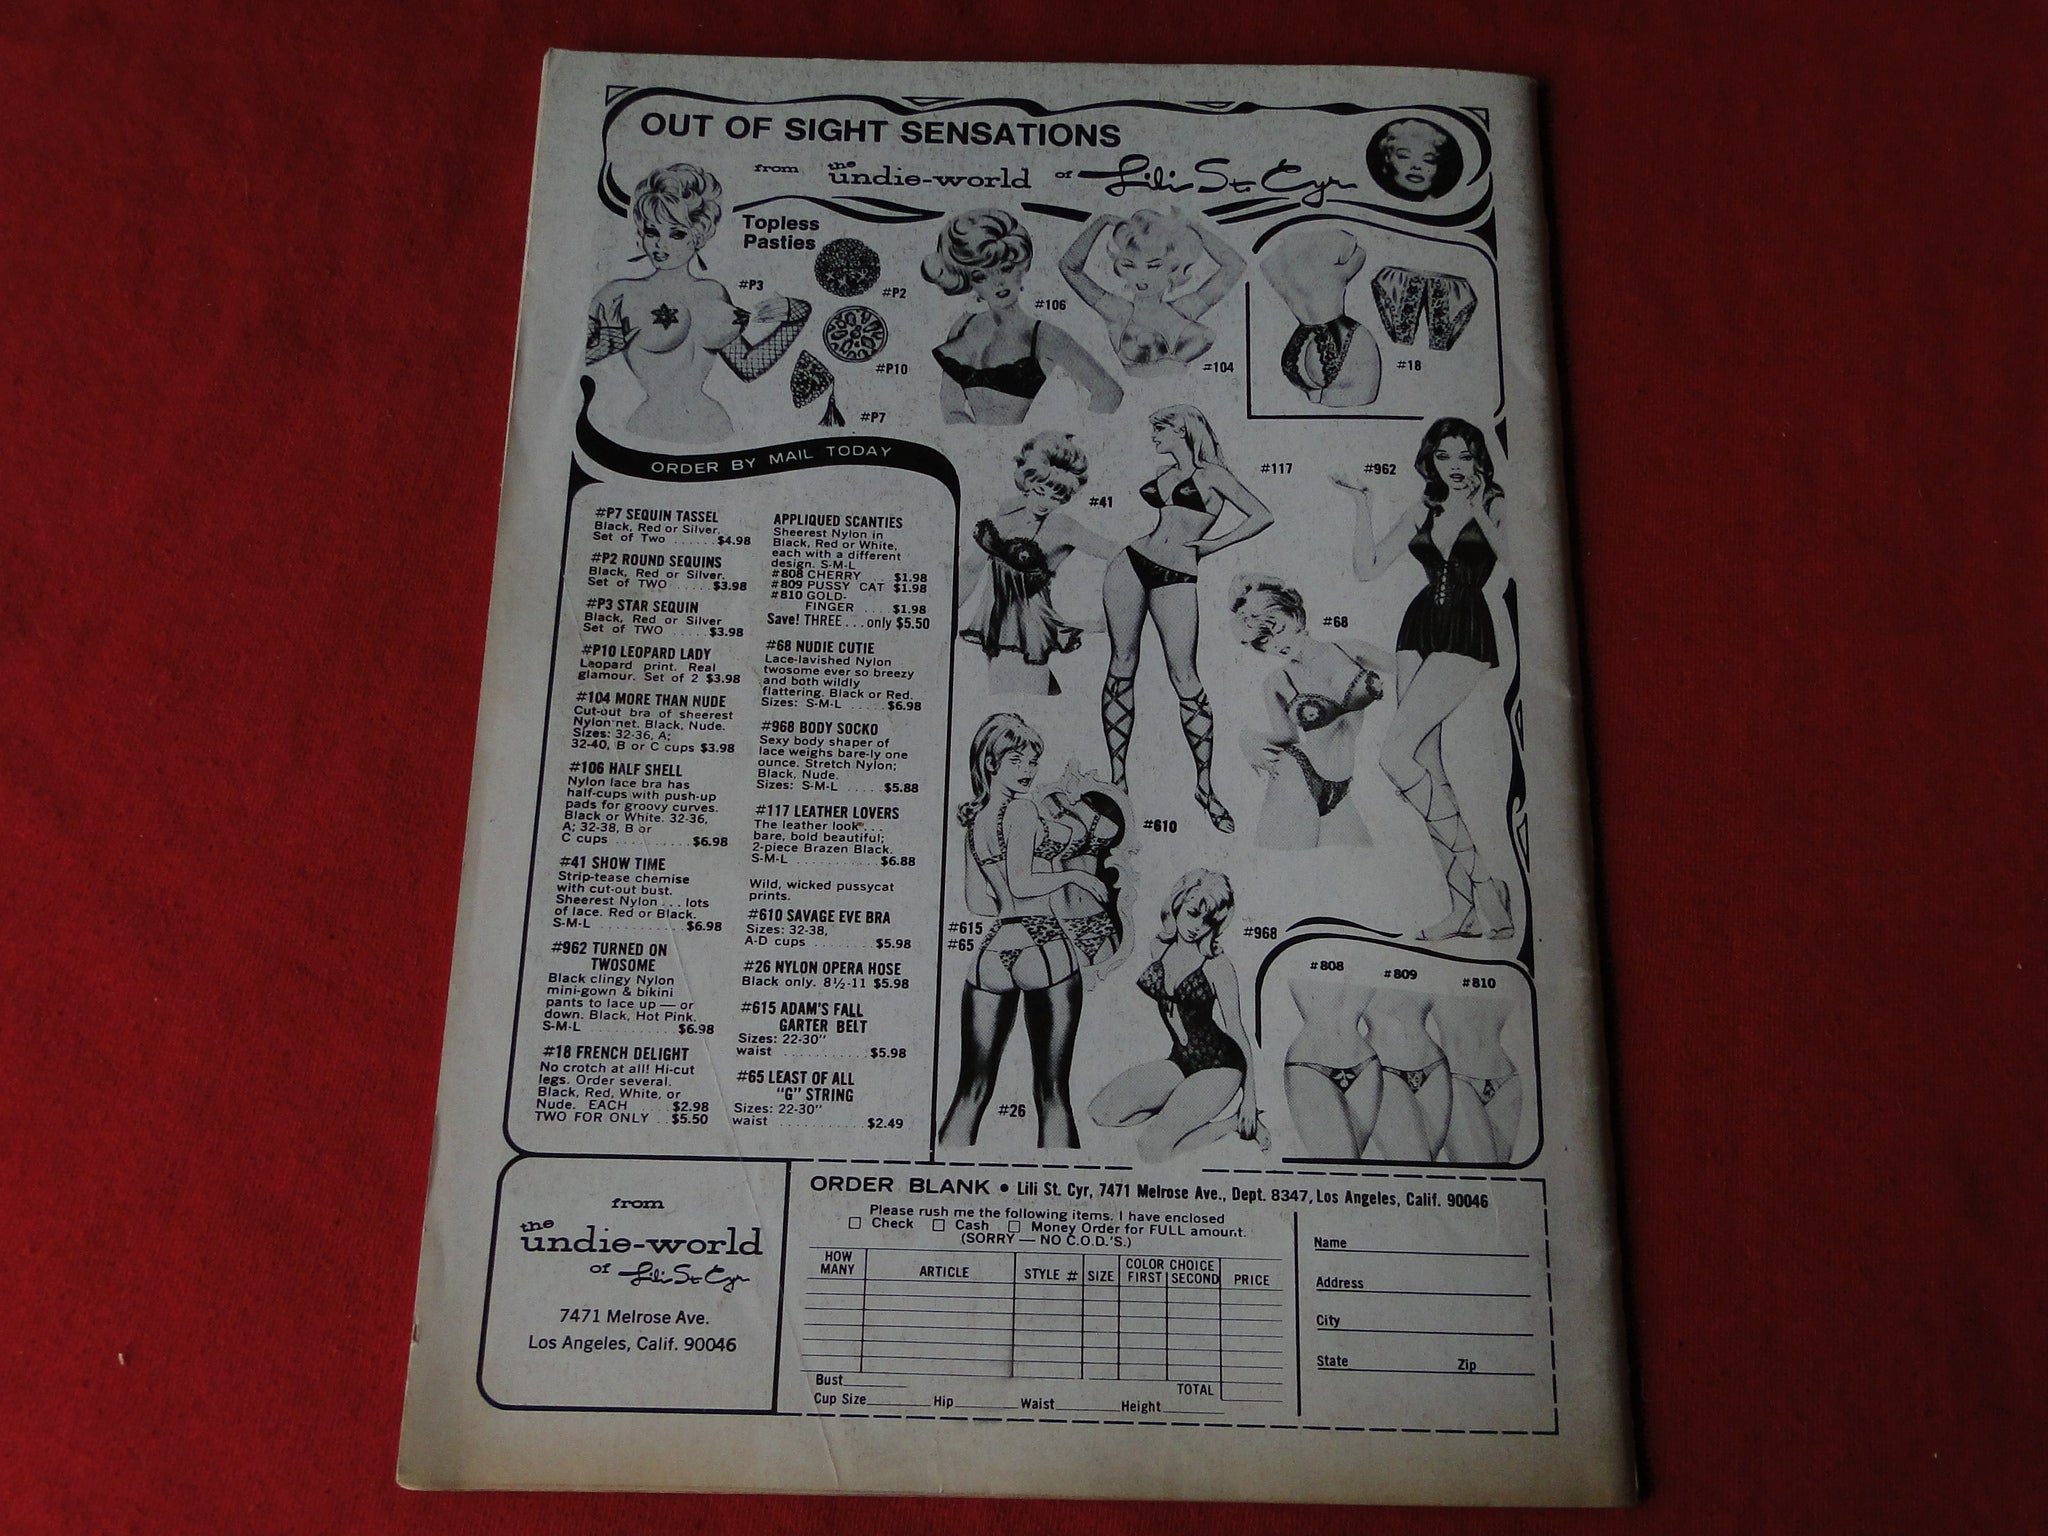 OUT OF SIGHT SENSATIONS
from the undie-world of Lili St. Cyr
Topless
Pasties
#P3
#P2
#P10
#P7
#106
#104
#18
ORDER BY MAIL TODAY
#P7 SEQUIN TASSEL
Black, Red or Silver.
Set of Two ...... $4.98
#P2 ROUND SEQUINS
Black, Red or Silver.
Set of TWO ..... $3.98
#P3 STAR SEQUIN
Black, Red or Silver
Set of TWO ..... $3.98
#P10 LEOPARD LADY
Leopard print. Real
glamour. Set of 2 $3.98
#104 MORE THAN NUDE
Cut-out bra of sheerest
Nylon net. Black, Nude.
Sizes: 32-36, A;
32-40, B or C cups $3.98
#106 HALF SHELL
Nylon lace bra has
half-cups with push-up
pads for groovy curves.
Black or White. 32-36,
A; 32-38, B or
C cups .......... $6.98
#41 SHOW TIME
Strip-tease chemise
with cut-out bust.
Sheerest Nylon ... lots
of lace. Red or Black.
S-M-L ........... $6.98
#962 TURNED ON
TWOSOME
Black clingy Nylon
mini-gown & bikini
pants to lace up — or
down. Black, Hot Pink.
S-M-L ........... $6.98
#18 FRENCH DELIGHT
No crotch at all! Hi-cut
legs. Order several.
Black, Red, White, or
Nude. EACH .... $2.98
TWO FOR ONLY .. $5.50
APPLIQUED SCANTIES
Sheerest Nylon in
Black, Red or White,
each with a different
design. S-M-L
#808 CHERRY $1.98
#809 PUSSY CAT $1.98
#810 GOLD-
FINGER .... $1.98
Save! THREE ... only $5.50
#68 NUDIE CUTIE
Lace-lavished Nylon
twosome ever so breezy
and both wildly
flattering. Black or Red.
Sizes: S-M-L ..... $6.98
#968 BODY SOCKO
Sexy body shaper of
lace weighs bare-ly one
ounce. Stretch Nylon;
Black, Nude.
Sizes: S-M-L ..... $5.88
#117 LEATHER LOVERS
The leather look ...
bare, bold beautiful;
2-piece Brazen Black.
S-M-L ........... $6.88
Wild, wicked pussycat
prints.
#610 SAVAGE EVE BRA
Sizes: 32-38,
A-D cups ........ $5.98
#26 NYLON OPERA HOSE
Black only. 8½-11 $5.98
#615 ADAM'S FALL
GARTER BELT
Sizes: 22-30"
waist ........... $5.98
#65 LEAST OF ALL
"G" STRING
Sizes: 22-30"
waist ........... $2.49
#41
#117
#962
#68
#610
#615
#65
#26
#968
#808
#809
#810
from
the undie-world
of Lili St Cyr
7471 Melrose Ave.
Los Angeles, Calif. 90046
ORDER BLANK • Lili St. Cyr, 7471 Melrose Ave., Dept. 8347, Los Angeles, Calif. 90046
Please rush me the following items. I have enclosed
☐ Check ☐ Cash ☐ Money Order for FULL amount.
(SORRY — NO C.O.D.'S.)
HOW MANY ARTICLE STYLE # SIZE COLOR CHOICE FIRST SECOND PRICE
TOTAL
Bust
Cup Size Hip Waist Height
Name
Address
City
State Zip